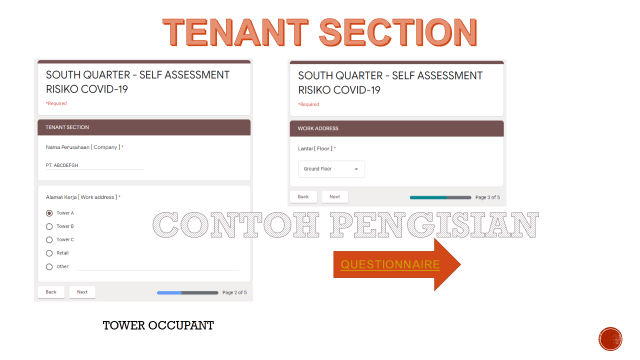 TENANT SECTION
SOUTH QUARTER - SELF ASSESSMENT
RISIKO COVID-19
*Required
TENANT SECTION
Nama Perusahaan [ Company ] *
PT. ABCDEFGH
Alamat Kerja [ Work address ] *
Tower A
Tower B
Tower C
Retail
Other:
Back Next Page 2 of 5
SOUTH QUARTER - SELF ASSESSMENT
RISIKO COVID-19
*Required
WORK ADDRESS
Lantai [ Floor ] *
Ground Floor
Back Next Page 3 of 5
CONTOH PENGISIAN
QUESTIONNAIRE
TOWER OCCUPANT